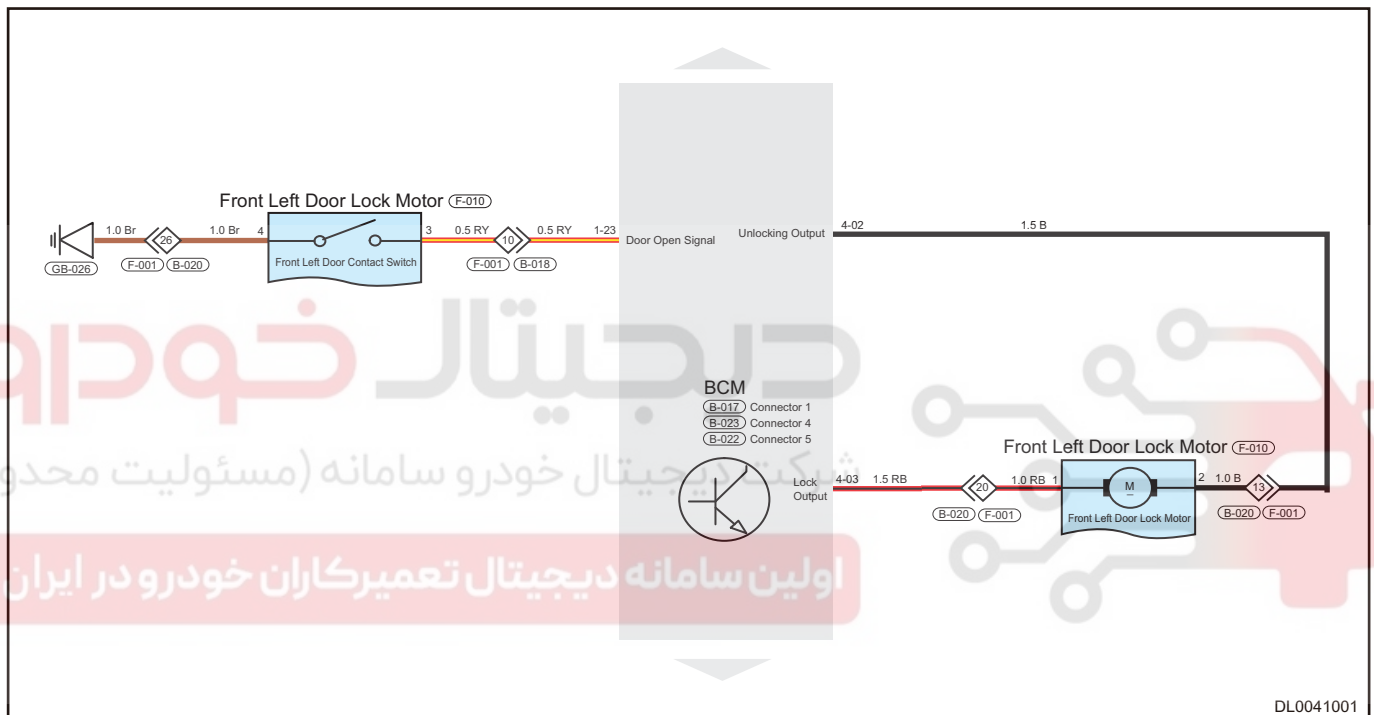 Front Left Door Lock Motor F-010
1.0 Br
26
1.0 Br
4
3
0.5 RY
10
0.5 RY
1-23
Door Open Signal
Unlocking Output
4-02
1.5 B
GB-026
F-001 B-020
Front Left Door Contact Switch
F-001 B-018
دیجیتال خودرو
BCM
B-017 Connector 1
B-023 Connector 4
B-022 Connector 5
Front Left Door Lock Motor F-010
شرکت دیجیتال خودرو سامانه (مسئولیت
Lock
Output
4-03
1.5 RB
20
1.0 RB
1
M
2
1.0 B
13
B-020 F-001
Front Left Door Lock Motor
B-020 F-001
اولین سامانه دیجیتال تعمیرکاران خودرو در ایران
DL0041001